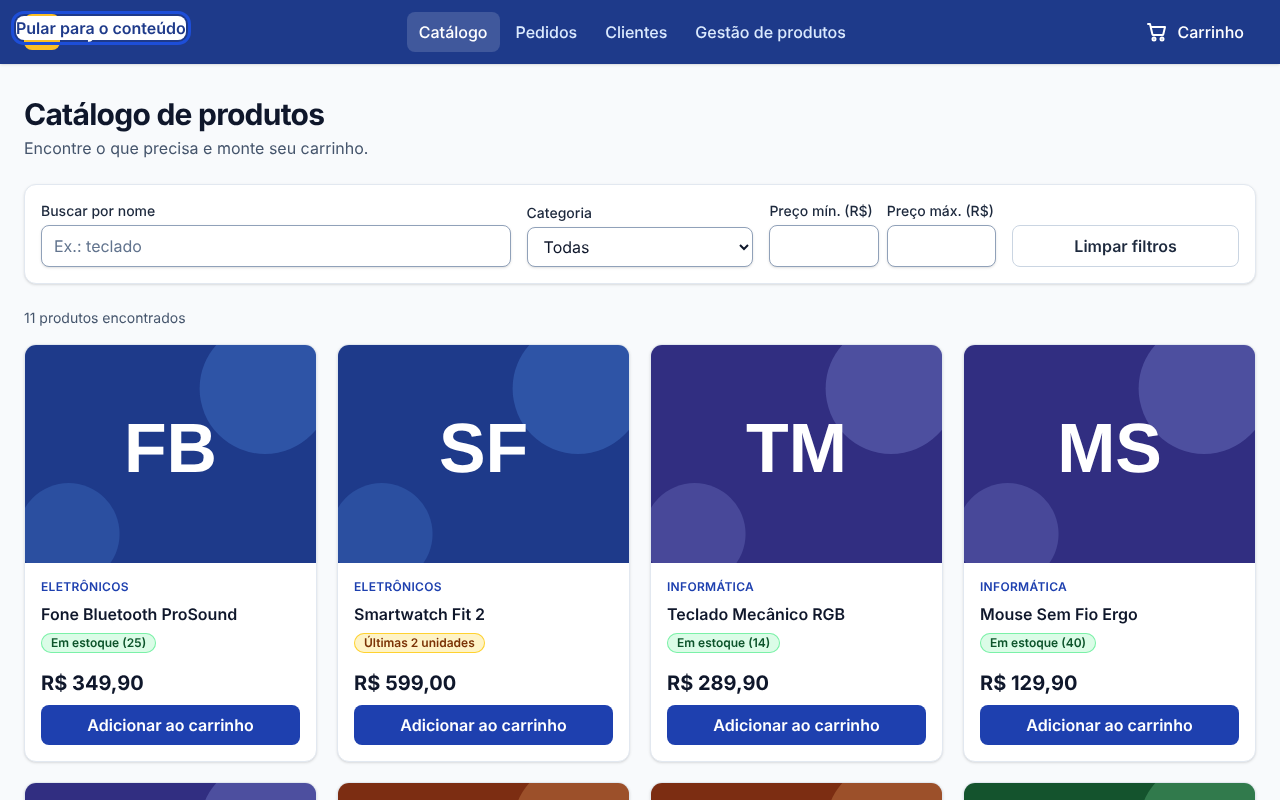 Pular para o conteúdo
Catálogo
Pedidos
Clientes
Gestão de produtos
Carrinho
Catálogo de produtos
Encontre o que precisa e monte seu carrinho.
Buscar por nome
Ex.: teclado
Categoria
Todas
Preço mín. (R$)
Preço máx. (R$)
Limpar filtros
11 produtos encontrados
FB
ELETRÔNICOS
Fone Bluetooth ProSound
Em estoque (25)
R$ 349,90
Adicionar ao carrinho
SF
ELETRÔNICOS
Smartwatch Fit 2
Últimas 2 unidades
R$ 599,00
Adicionar ao carrinho
TM
INFORMÁTICA
Teclado Mecânico RGB
Em estoque (14)
R$ 289,90
Adicionar ao carrinho
MS
INFORMÁTICA
Mouse Sem Fio Ergo
Em estoque (40)
R$ 129,90
Adicionar ao carrinho